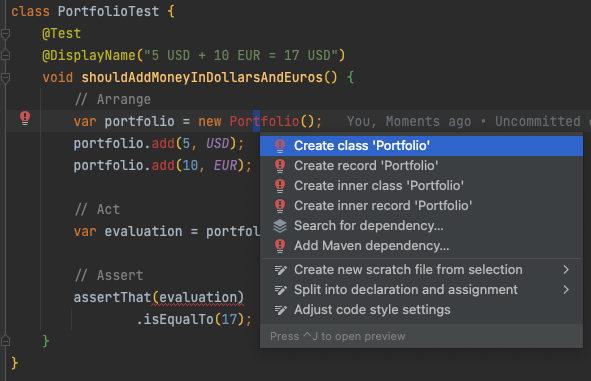 class PortfolioTest {
@Test
@DisplayName("5 USD + 10 EUR = 17 USD")
void shouldAddMoneyInDollarsAndEuros() {
// Arrange
var portfolio = new Portfolio(); You, Moments ago • Uncommitted
portfolio.add(5, USD);
portfolio.add(10, EUR);
// Act
var evaluation = portfol
// Assert
assertThat(evaluation)
.isEqualTo(17);
}
}
Create class 'Portfolio'
Create record 'Portfolio'
Create inner class 'Portfolio'
Create inner record 'Portfolio'
Search for dependency...
Add Maven dependency...
Create new scratch file from selection
Split into declaration and assignment
Adjust code style settings
Press ⌃J to open preview